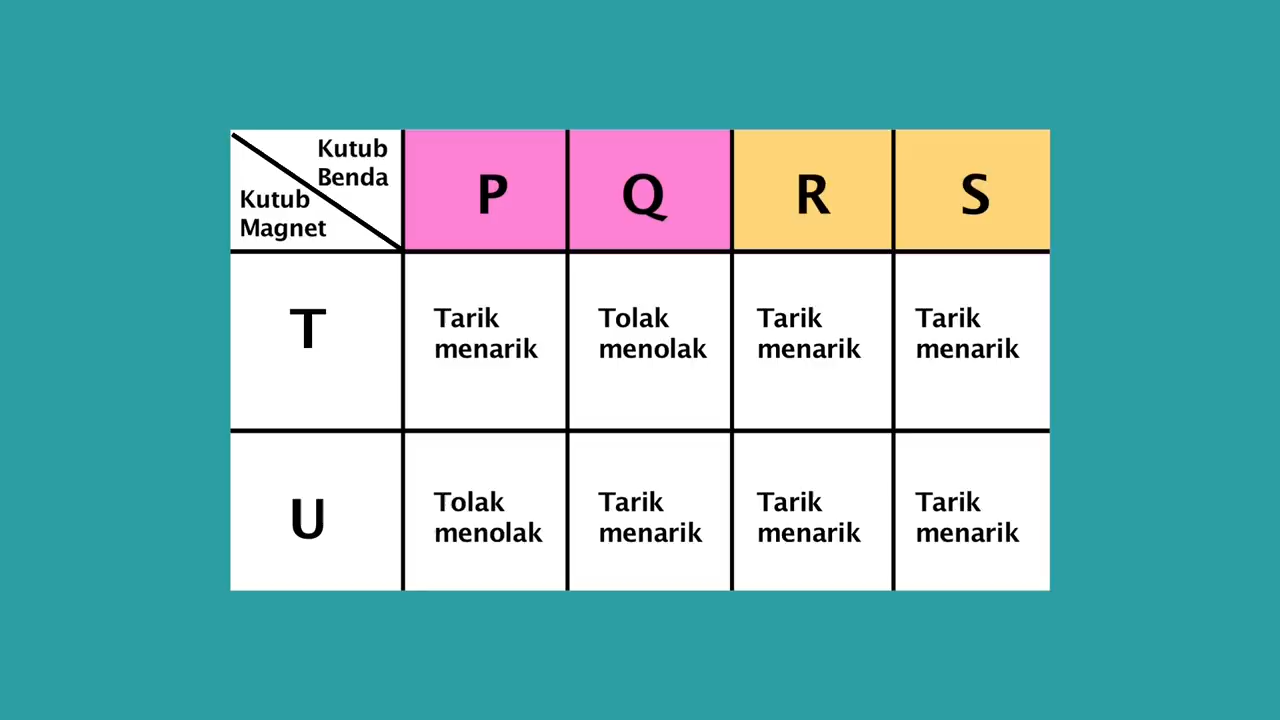 Kutub
Benda
Kutub
Magnet
P
Q
R
S
T
Tarik
menarik
Tolak
menolak
Tarik
menarik
Tarik
menarik
U
Tolak
menolak
Tarik
menarik
Tarik
menarik
Tarik
menarik